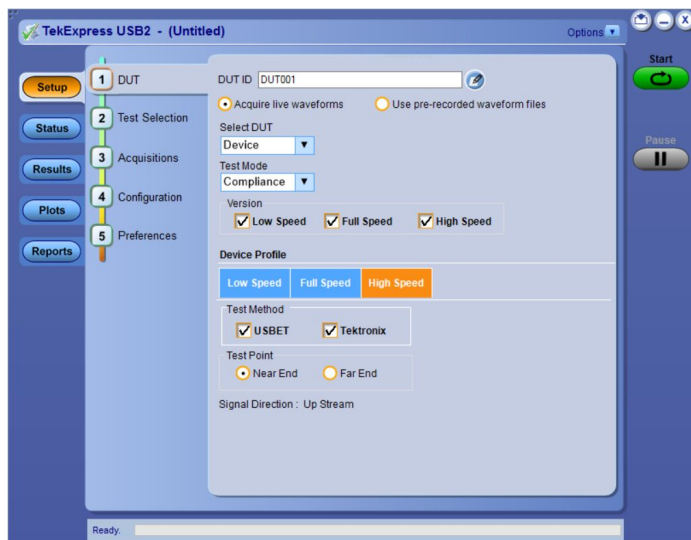 TekExpress USB2 - (Untitled)
Options
Start
Pause
Setup
Status
Results
Plots
Reports
1 DUT
2 Test Selection
3 Acquisitions
4 Configuration
5 Preferences
DUT ID DUT001
Acquire live waveforms Use pre-recorded waveform files
Select DUT
Device
Test Mode
Compliance
Version
Low Speed Full Speed High Speed
Device Profile
Low Speed Full Speed High Speed
Test Method
USBET Tektronix
Test Point
Near End Far End
Signal Direction : Up Stream
Ready.